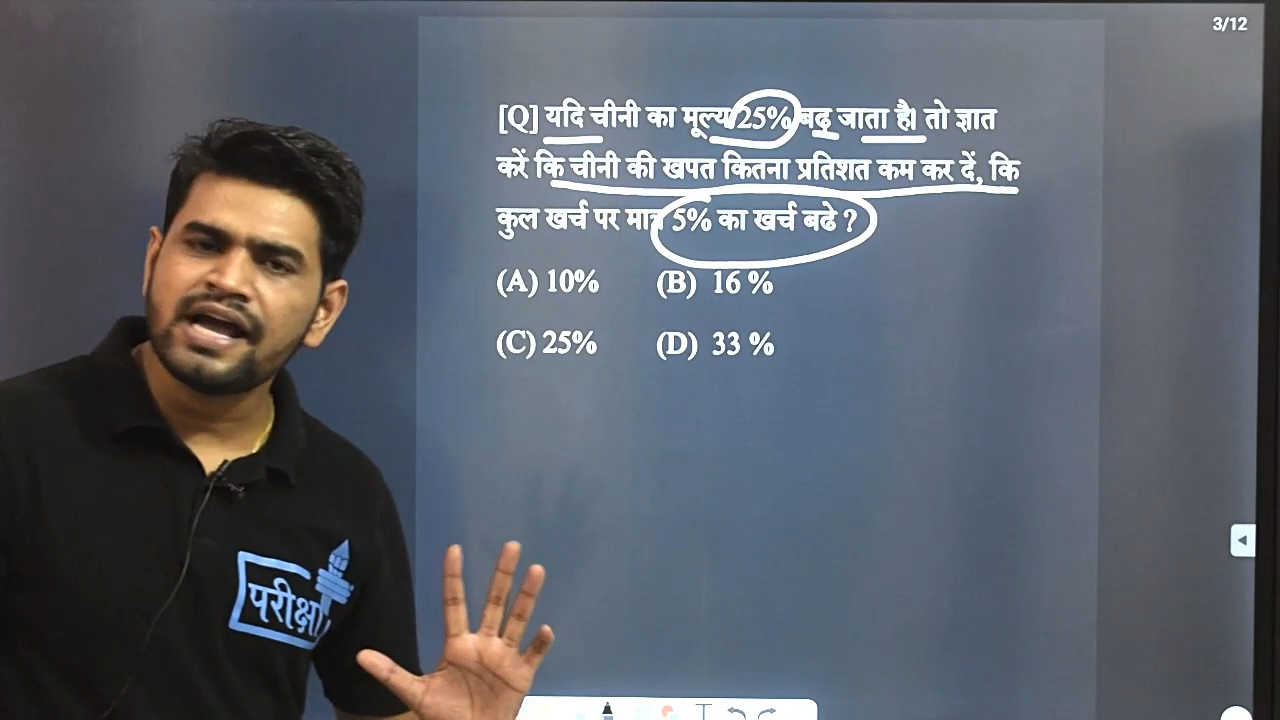 3/12
[Q] यदि चीनी का मूल्य 25% बढ़ जाता है। तो ज्ञात
करें कि चीनी की खपत कितना प्रतिशत कम कर दें, कि
कुल खर्च पर मात्र 5% का खर्च बढे ?
(A) 10% (B) 16 %
(C) 25% (D) 33 %
परीक्षा